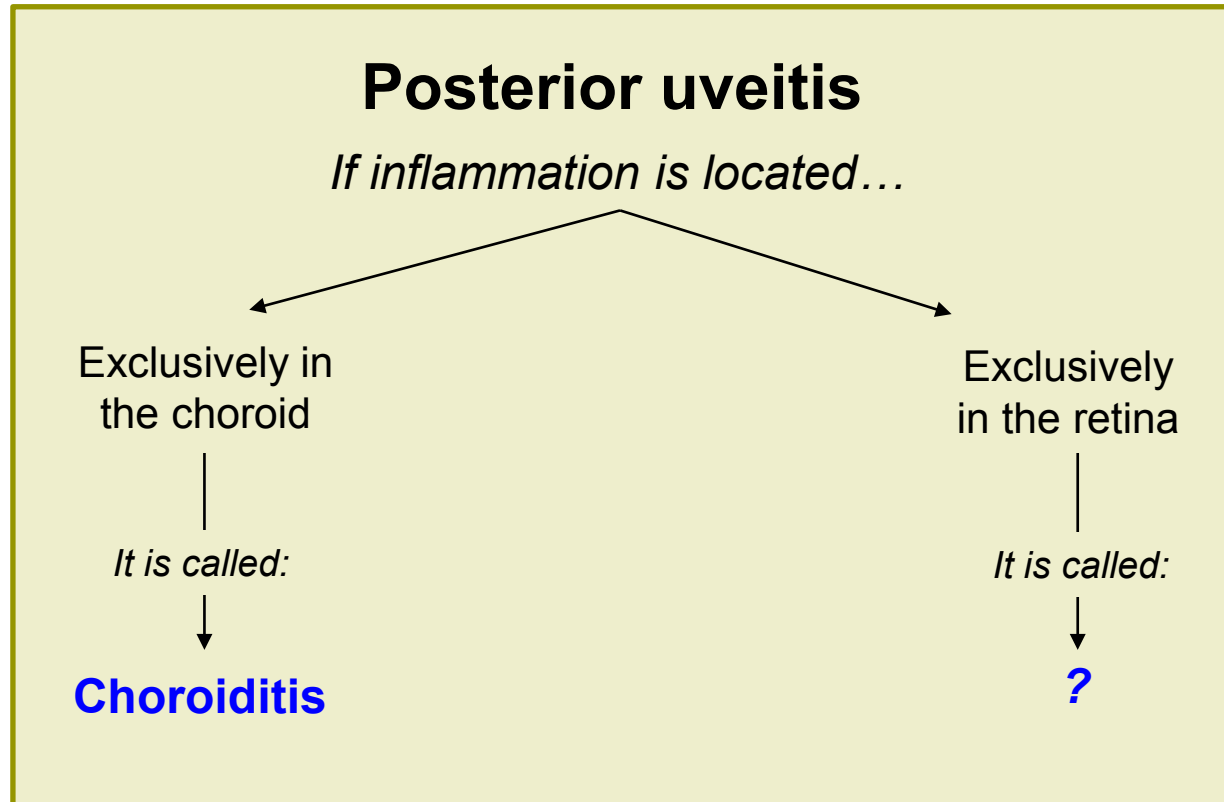 Posterior uveitis
If inflammation is located…
Exclusively in
the choroid
It is called:
Choroiditis
Exclusively
in the retina
It is called:
?